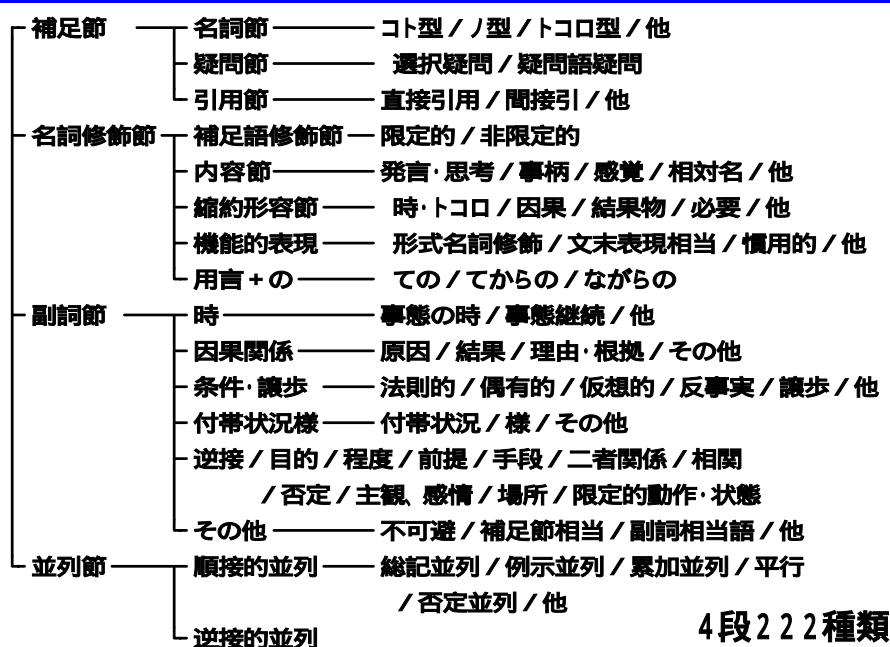 補足節 名詞節 コト型/ノ型/トコロ型/他
疑問節 選択疑問/疑問語疑問
引用節 直接引用/間接引/他
名詞修飾節 補足語修飾節 限定的/非限定的
内容節 発言·思考/事柄/感覚/相対名/他
縮約形容節 時·トコロ/因果/結果物/必要/他
機能的表現 形式名詞修飾/文末表現相当/慣用的/他
用言+の ての/てからの/ながらの
副詞節 時 事態の時/事態継続/他
因果関係 原因/結果/理由·根拠/その他
条件·譲歩 法則的/偶有的/仮想的/反事実/譲歩/他
付帯状況様 付帯状況/様/その他
逆接/目的/程度/前提/手段/二者関係/相関
/否定/主観、感情/場所/限定的動作·状態
その他 不可避/補足節相当/副詞相当語/他
並列節 順接的並列 総記並列/例示並列/累加並列/平行
/否定並列/他
逆接的並列
4段222種類